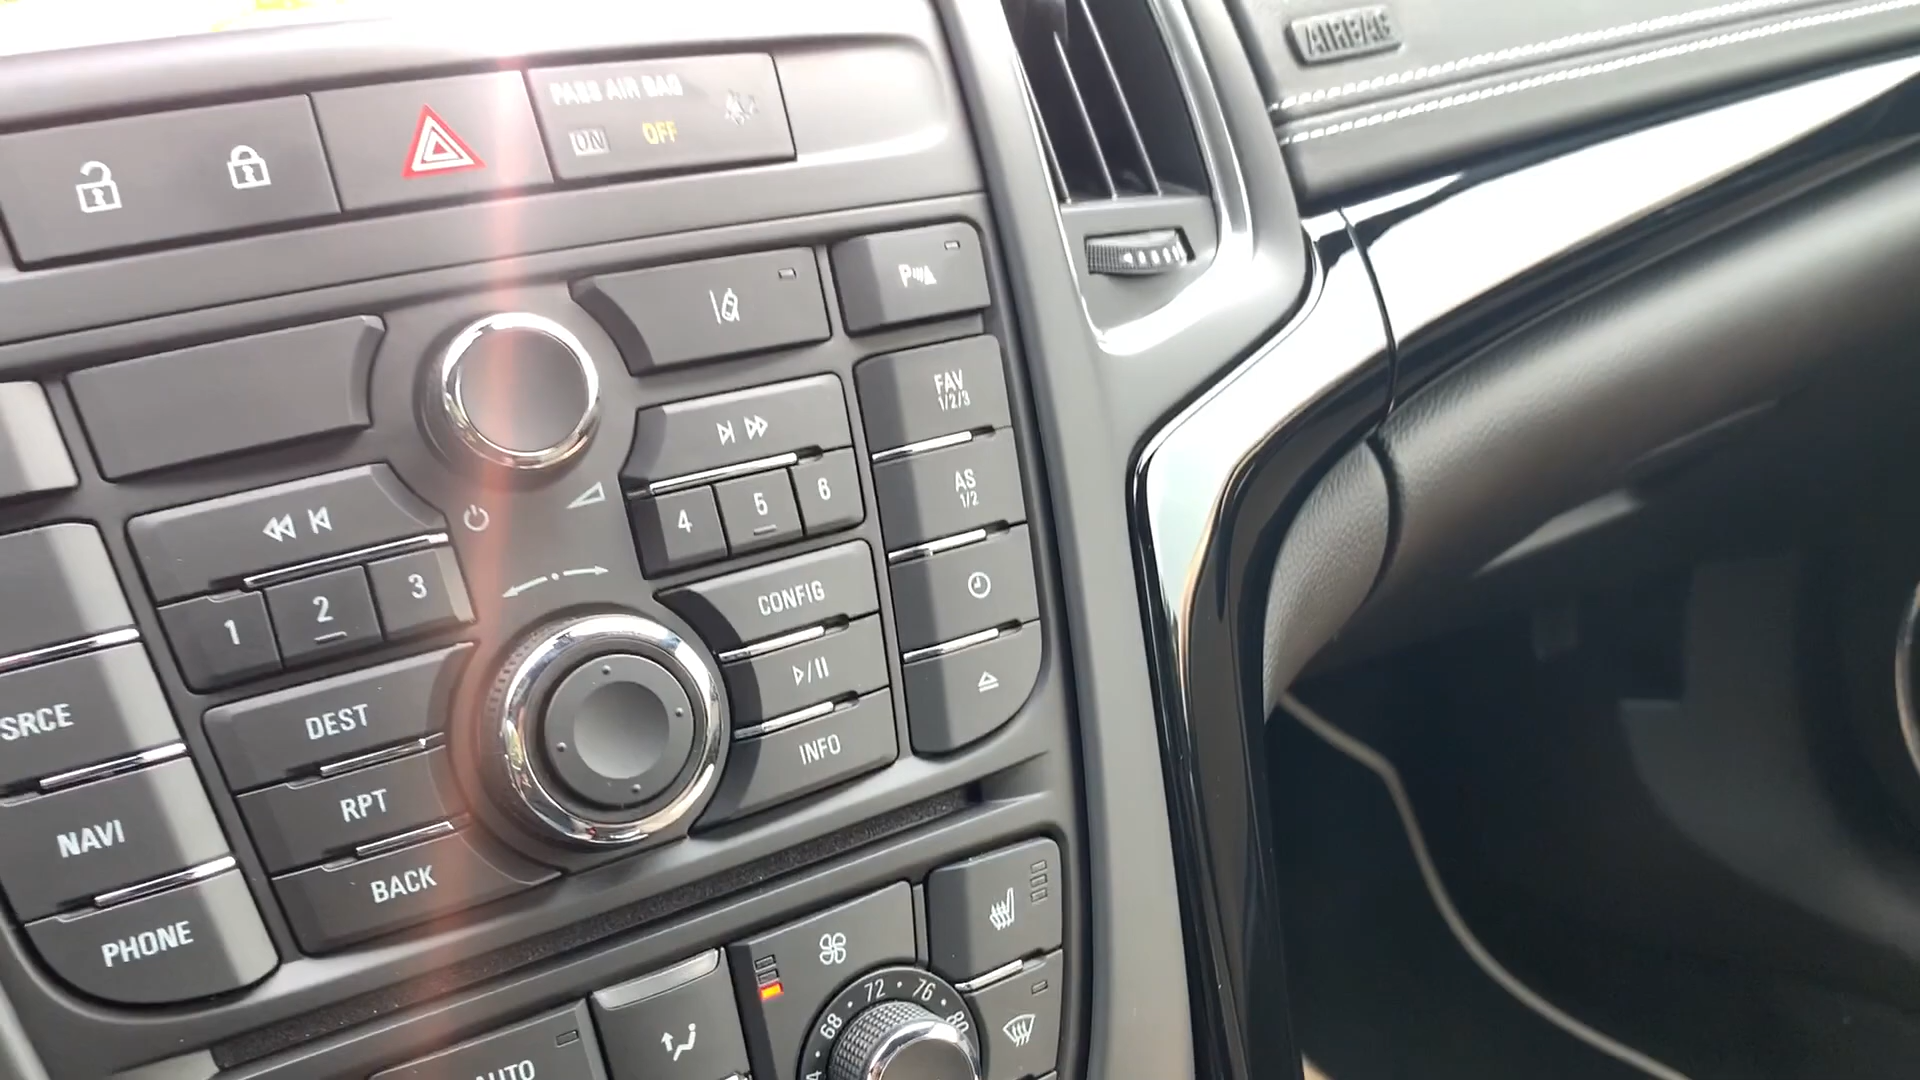 AIRBAG
PASS AIR BAG
ON OFF
P
FAV
1/2/3
4 5 6
AS
1/2
1 2 3
CONFIG
SRCE
DEST
INFO
NAVI
RPT
BACK
PHONE
68 72 76 80
AUTO